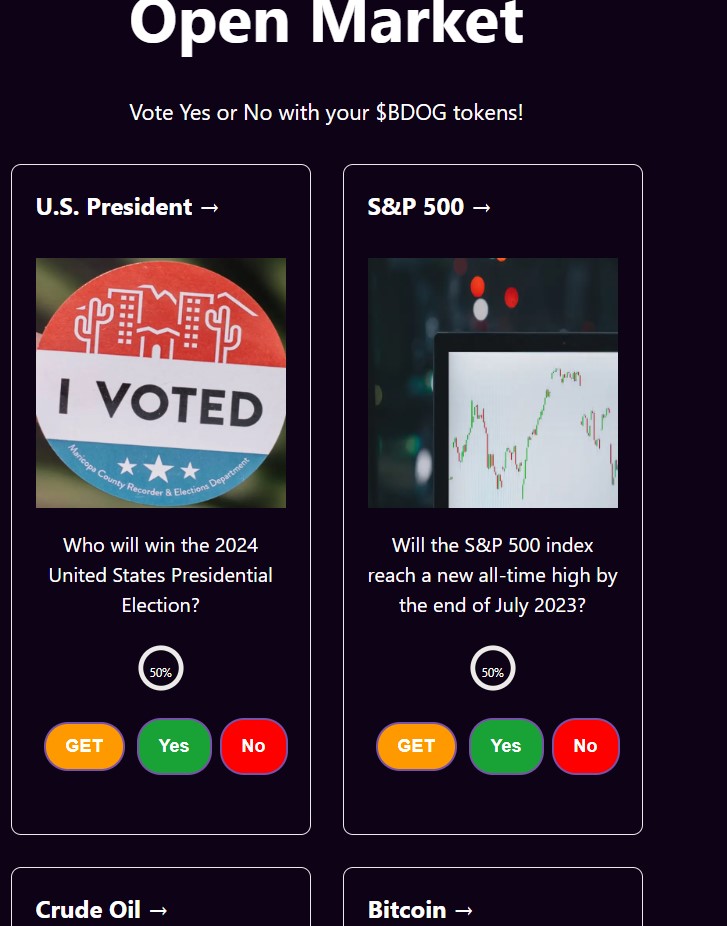 Open Market
Vote Yes or No with your $BDOG tokens!
U.S. President →
I VOTED
Maricopa County Recorder & Elections Department
Who will win the 2024
United States Presidential
Election?
50%
GET
Yes
No
S&P 500 →
Will the S&P 500 index
reach a new all-time high by
the end of July 2023?
50%
GET
Yes
No
Crude Oil →
Bitcoin →